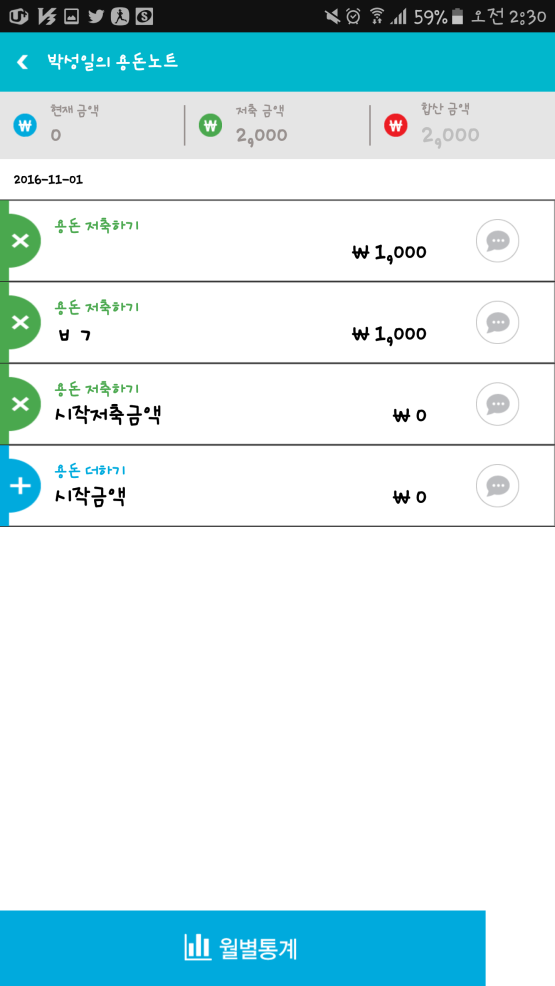 59% 오전 2:30
박성일의 용돈노트
현재 금액 저축 금액 합산 금액
0 2,000 2,000
2016-11-01
용돈 저축하기
₩ 1,000
용돈 저축하기
ㅂ ㄱ ₩ 1,000
용돈 저축하기
시작저축금액 ₩ 0
용돈 더하기
시작금액 ₩ 0
월별통계